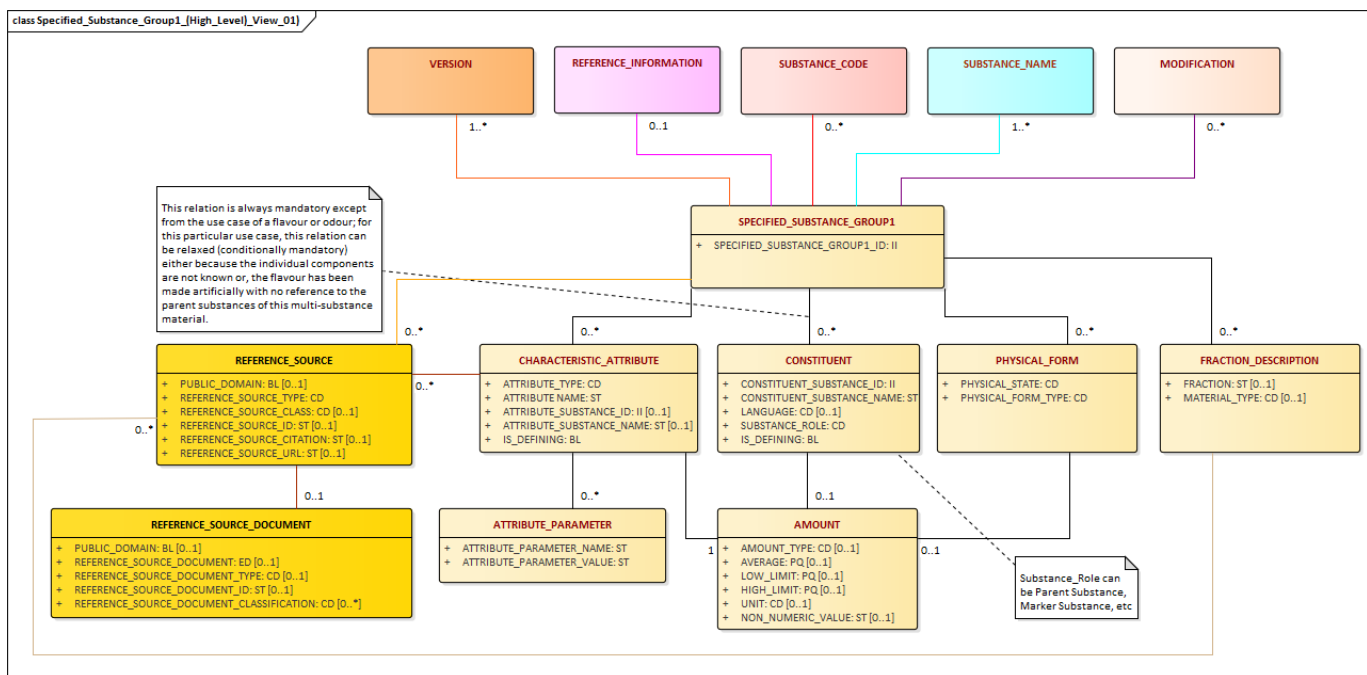 class Specified_Substance_Group1_(High_Level)_View_01)
VERSION
REFERENCE_INFORMATION
SUBSTANCE_CODE
SUBSTANCE_NAME
MODIFICATION
1..*
0..1
0..*
1..*
0..*
This relation is always mandatory except
from the use case of a flavour or odour; for
this particular use case, this relation can
be relaxed (conditionally mandatory)
either because the individual components
are not known or, the flavour has been
made artificially with no reference to the
parent substances of this multi-substance
material.
SPECIFIED_SUBSTANCE_GROUP1
+ SPECIFIED_SUBSTANCE_GROUP1_ID: II
0..*
0..*
0..*
0..*
0..*
REFERENCE_SOURCE
+ PUBLIC_DOMAIN: BL [0..1]
+ REFERENCE_SOURCE_TYPE: CD
+ REFERENCE_SOURCE_CLASS: CD [0..1]
+ REFERENCE_SOURCE_ID: ST [0..1]
+ REFERENCE_SOURCE_CITATION: ST [0..1]
+ REFERENCE_SOURCE_URL: ST [0..1]
0..*
0..*
CHARACTERISTIC_ATTRIBUTE
+ ATTRIBUTE_TYPE: CD
+ ATTRIBUTE NAME: ST
+ ATTRIBUTE_SUBSTANCE_ID: II [0..1]
+ ATTRIBUTE_SUBSTANCE_NAME: ST [0..1]
+ IS_DEFINING: BL
CONSTITUENT
+ CONSTITUENT_SUBSTANCE_ID: II
+ CONSTITUENT_SUBSTANCE_NAME: ST
+ LANGUAGE: CD [0..1]
+ SUBSTANCE_ROLE: CD
+ IS_DEFINING: BL
PHYSICAL_FORM
+ PHYSICAL_STATE: CD
+ PHYSICAL_FORM_TYPE: CD
FRACTION_DESCRIPTION
+ FRACTION: ST [0..1]
+ MATERIAL_TYPE: CD [0..1]
0..1
0..*
0..1
REFERENCE_SOURCE_DOCUMENT
+ PUBLIC_DOMAIN: BL [0..1]
+ REFERENCE_SOURCE_DOCUMENT: ED [0..1]
+ REFERENCE_SOURCE_DOCUMENT_TYPE: CD [0..1]
+ REFERENCE_SOURCE_DOCUMENT_ID: ST [0..1]
+ REFERENCE_SOURCE_DOCUMENT_CLASSIFICATION: CD [0..*]
ATTRIBUTE_PARAMETER
+ ATTRIBUTE_PARAMETER_NAME: ST
+ ATTRIBUTE_PARAMETER_VALUE: ST
1
AMOUNT
+ AMOUNT_TYPE: CD [0..1]
+ AVERAGE: PQ [0..1]
+ LOW_LIMIT: PQ [0..1]
+ HIGH_LIMIT: PQ [0..1]
+ UNIT: CD [0..1]
+ NON_NUMERIC_VALUE: ST [0..1]
0..1
Substance_Role can
be Parent Substance,
Marker Substance, etc